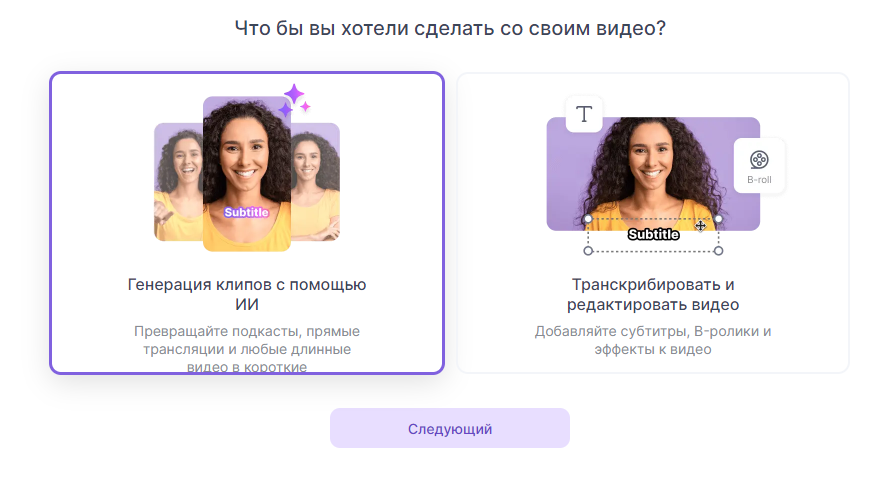 Что бы вы хотели сделать со своим видео?
Subtitle
Генерация клипов с помощью
ИИ
Превращайте подкасты, прямые
трансляции и любые длинные
видео в короткие
T
B-roll
Subtitle
Транскрибировать и
редактировать видео
Добавляйте субтитры, B-ролики и
эффекты к видео
Следующий